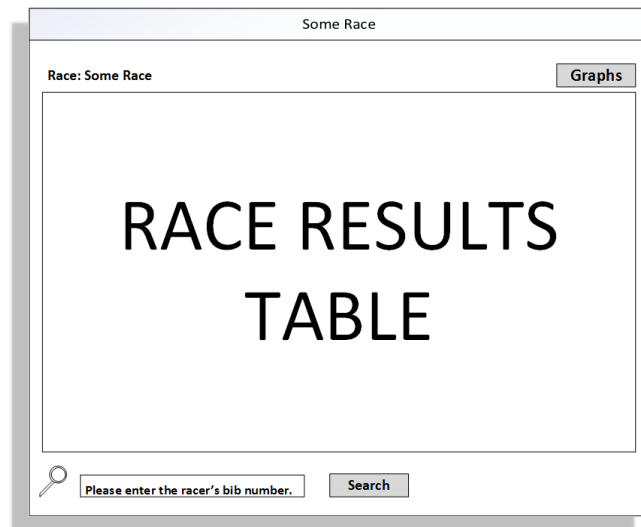 Some Race
Race: Some Race
Graphs
RACE RESULTS
TABLE
Please enter the racer's bib number.
Search